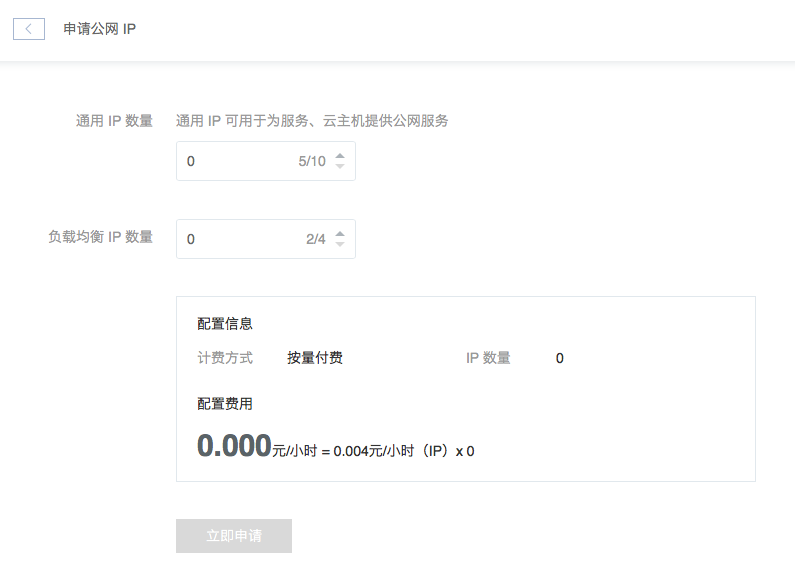 申请公网 IP
通用 IP 数量 通用 IP 可用于为服务、云主机提供公网服务
0 5/10
负载均衡 IP 数量 0 2/4
配置信息
计费方式 按量付费 IP 数量 0
配置费用
0.000元/小时 = 0.004元/小时（IP）x 0
立即申请